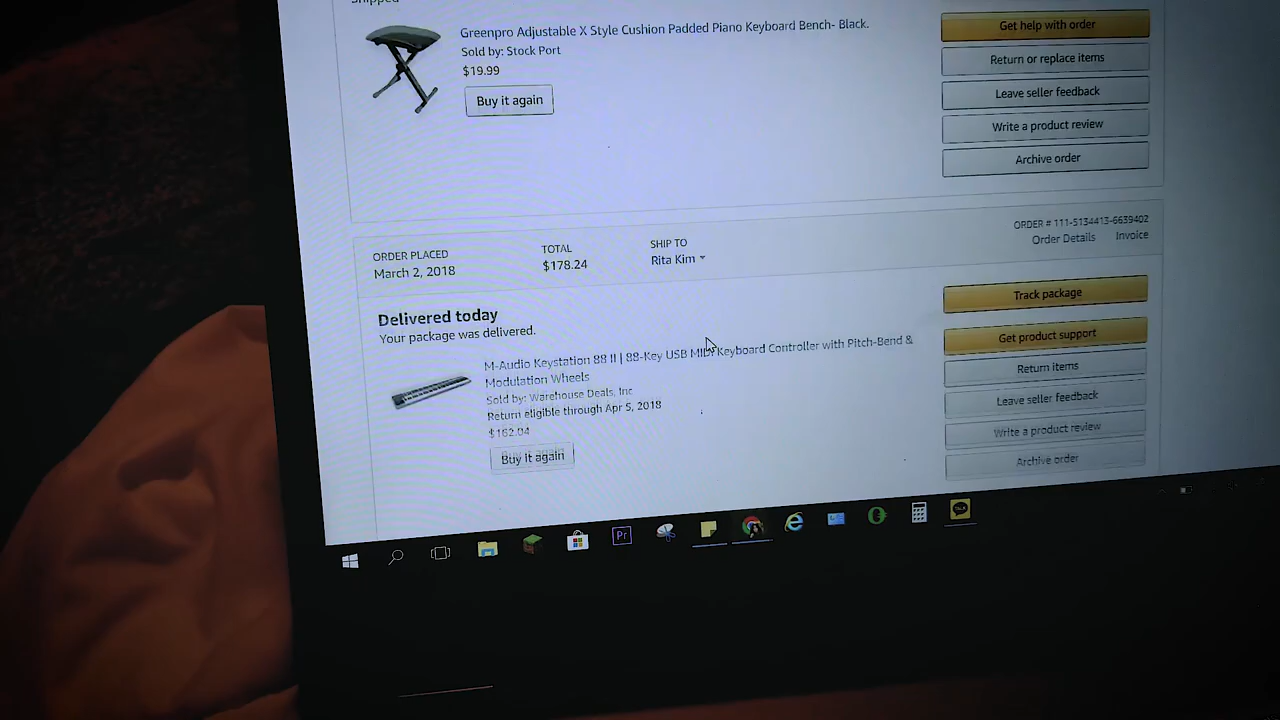 Shipped
Greenpro Adjustable X Style Cushion Padded Piano Keyboard Bench- Black.
Sold by: Stock Port
$19.99
Buy it again
Get help with order
Return or replace items
Leave seller feedback
Write a product review
Archive order
ORDER PLACED
March 2, 2018
TOTAL
$178.24
SHIP TO
Rita Kim
ORDER # 111-5134413-6639402
Order Details Invoice
Delivered today
Your package was delivered.
M-Audio Keystation 88 II | 88-Key USB MIDI Keyboard Controller with Pitch-Bend &
Modulation Wheels
Sold by: Warehouse Deals, Inc
Return eligible through Apr 5, 2018
$162.04
Buy it again
Track package
Get product support
Return items
Leave seller feedback
Write a product review
Archive order
Pr
TALK